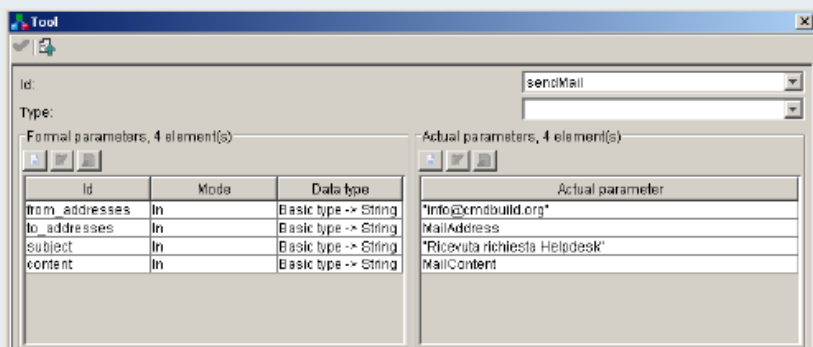 Tool
Id:
sendMail
Type:
Formal parameters, 4 element(s)
Actual parameters, 4 element(s)
Id Mode Data type
Actual parameter
from_addresses In Basic type -> String
"info@cmdbuild.org"
to_addresses In Basic type -> String
MailAddress
subject In Basic type -> String
"Ricevuta richiesta Helpdesk"
content In Basic type -> String
MailContent